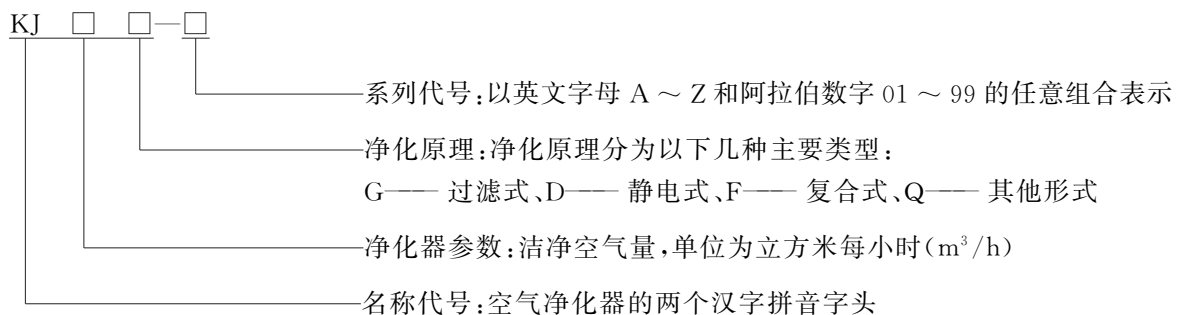 KJ □ □—□
系列代号:以英文字母 A ～ Z 和阿拉伯数字 01 ～ 99 的任意组合表示
净化原理:净化原理分为以下几种主要类型:
G—— 过滤式、D—— 静电式、F—— 复合式、Q—— 其他形式
净化器参数:洁净空气量,单位为立方米每小时(m³/h)
名称代号:空气净化器的两个汉字拼音字头